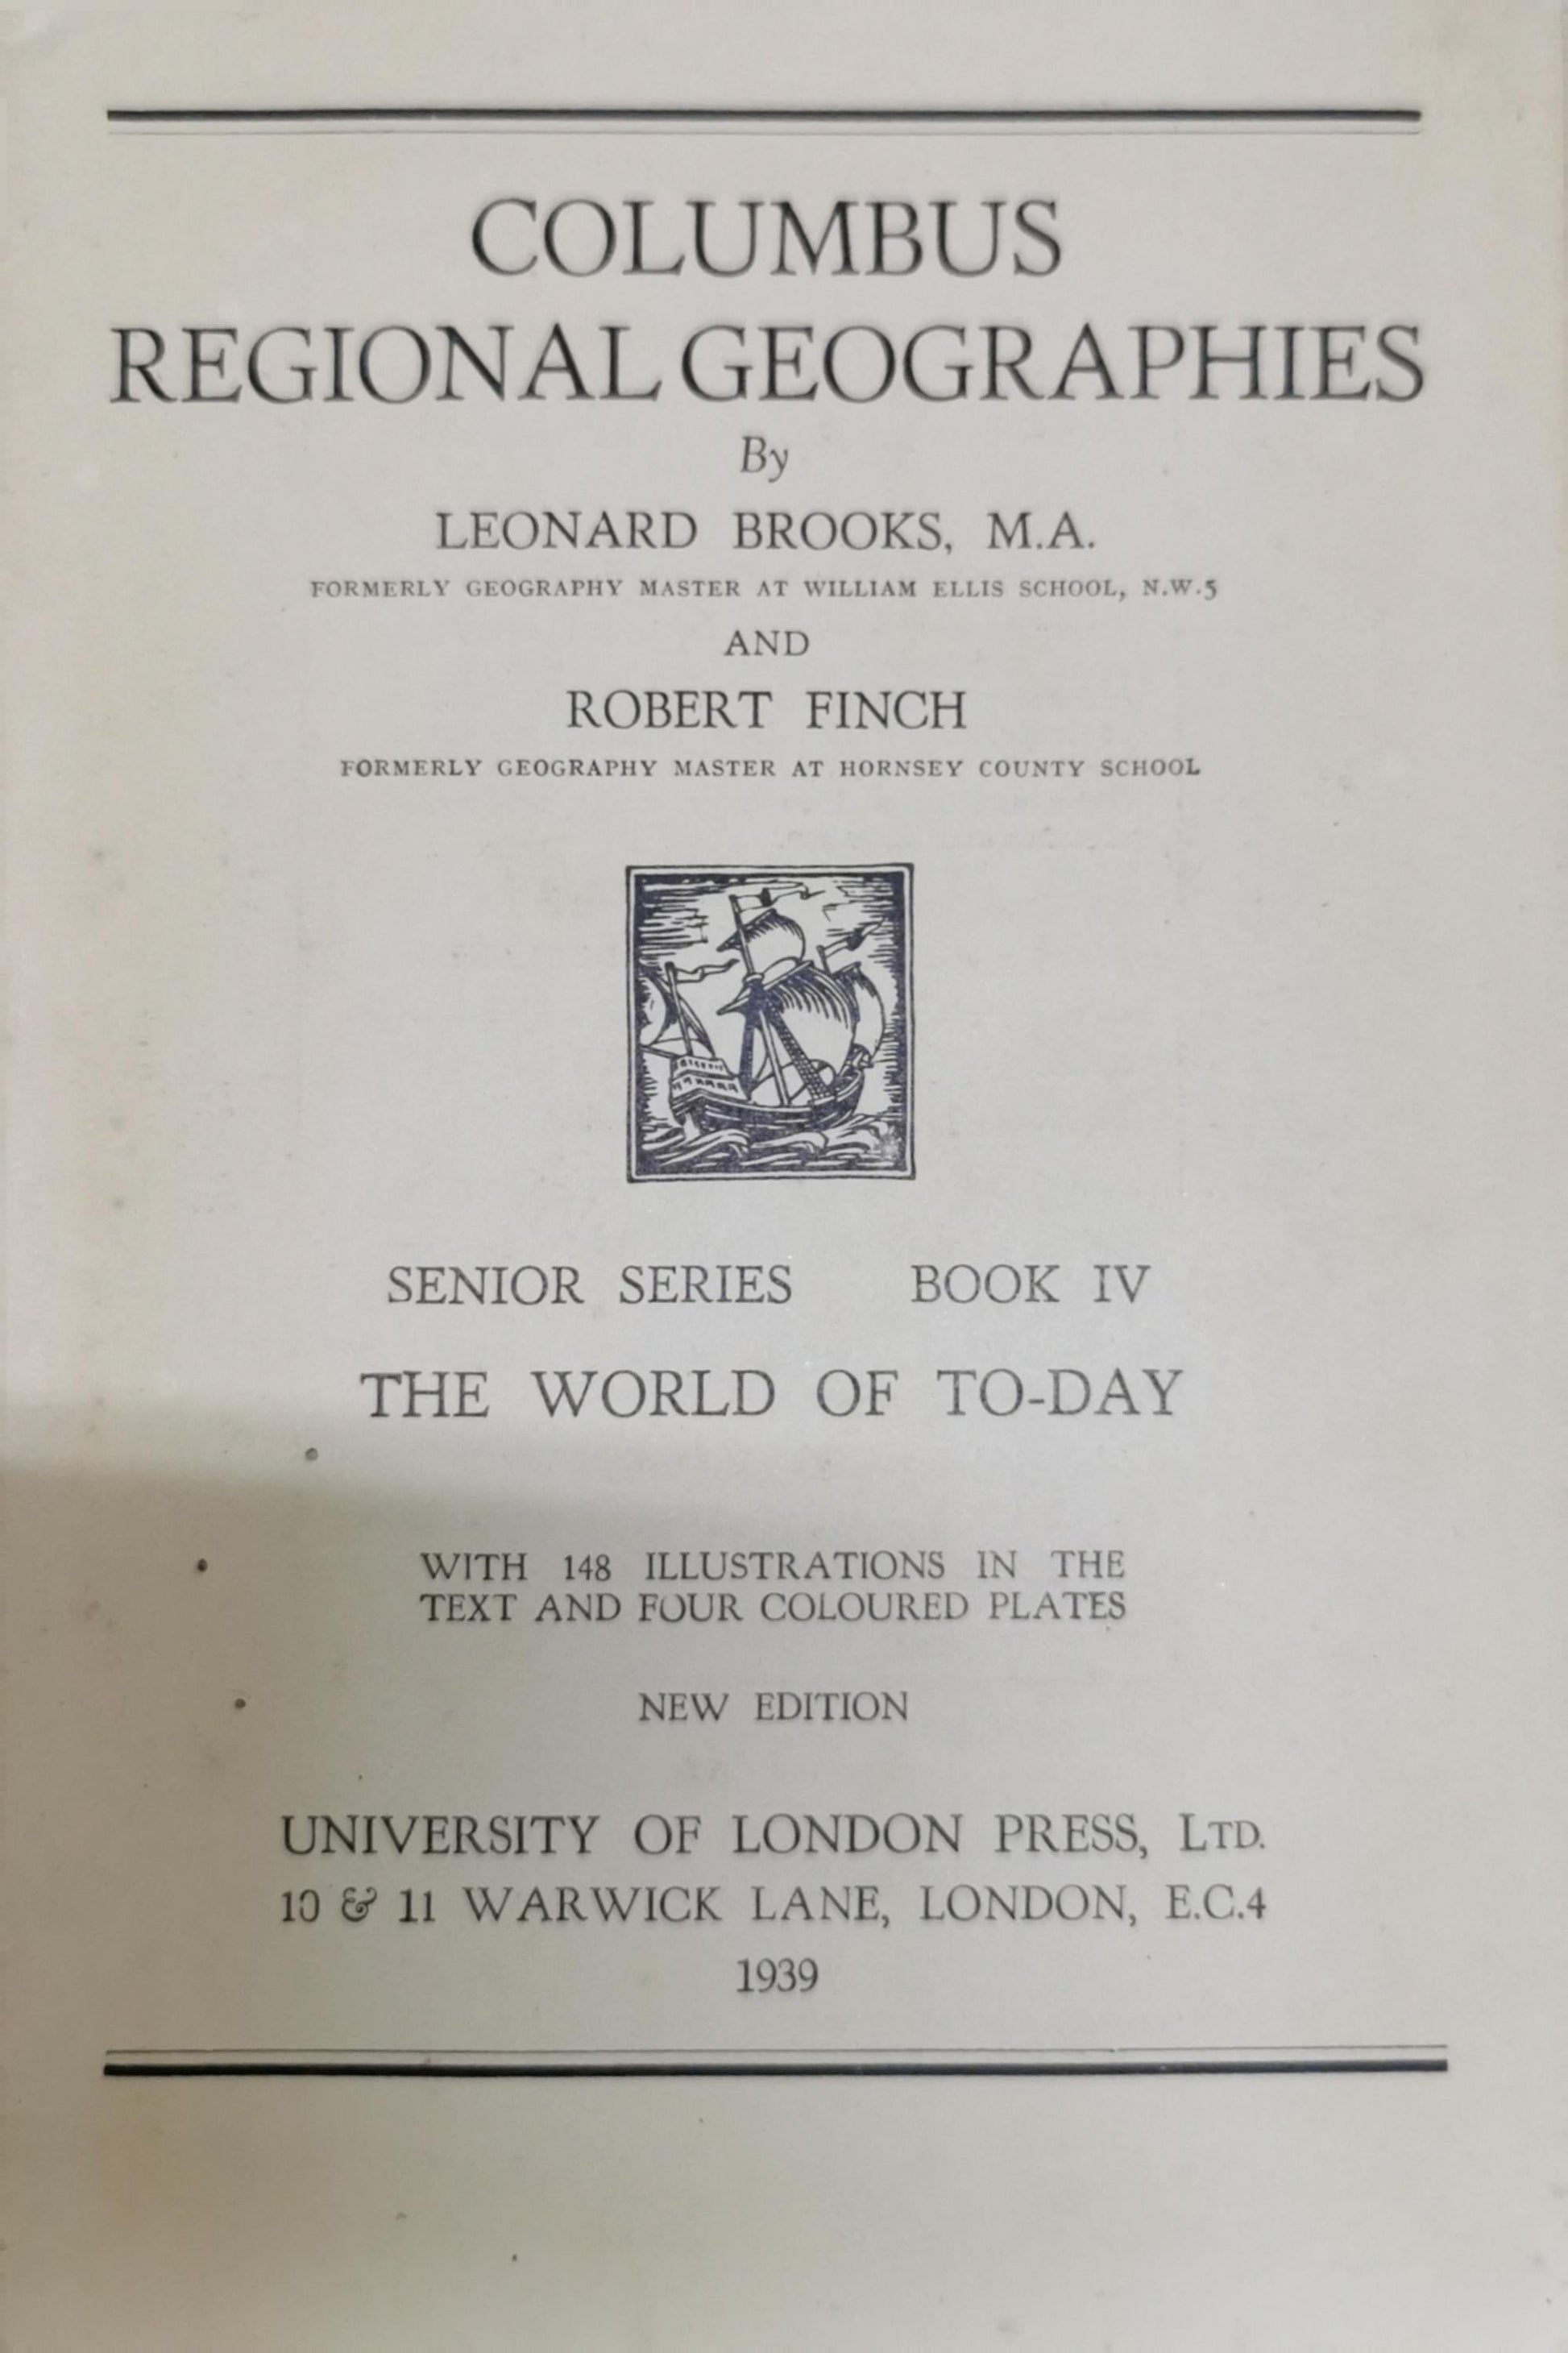 COLUMBUS
REGIONAL GEOGRAPHIES
By
LEONARD BROOKS, M.A.
FORMERLY GEOGRAPHY MASTER AT WILLIAM ELLIS SCHOOL, N.W.5
AND
ROBERT FINCH
FORMERLY GEOGRAPHY MASTER AT HORNSEY COUNTY SCHOOL
SENIOR SERIES BOOK IV
THE WORLD OF TO-DAY
WITH 148 ILLUSTRATIONS IN THE
TEXT AND FOUR COLOURED PLATES
NEW EDITION
UNIVERSITY OF LONDON PRESS, LTD.
10 & 11 WARWICK LANE, LONDON, E.C.4
1939